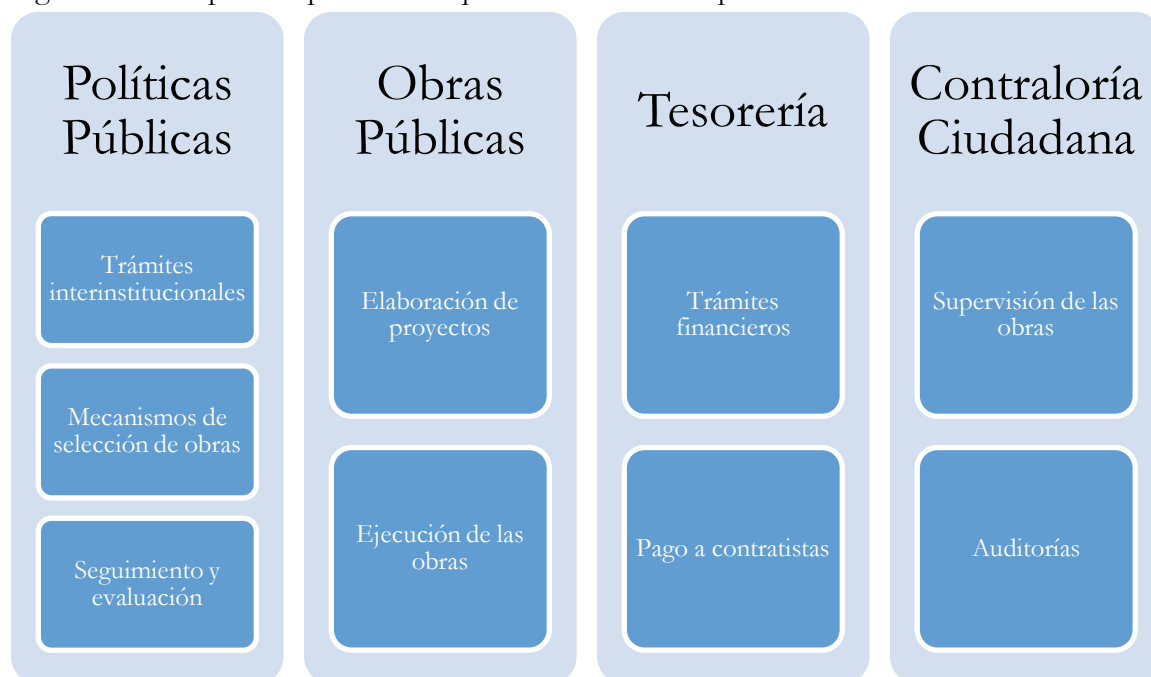 Políticas
Públicas
Trámites
interinstitucionales
Mecanismos de
selección de obras
Seguimiento y
evaluación
Obras
Públicas
Elaboración de
proyectos
Ejecución de las
obras
Tesorería
Trámites
financieros
Pago a contratistas
Contraloría
Ciudadana
Supervisión de las
obras
Auditorías